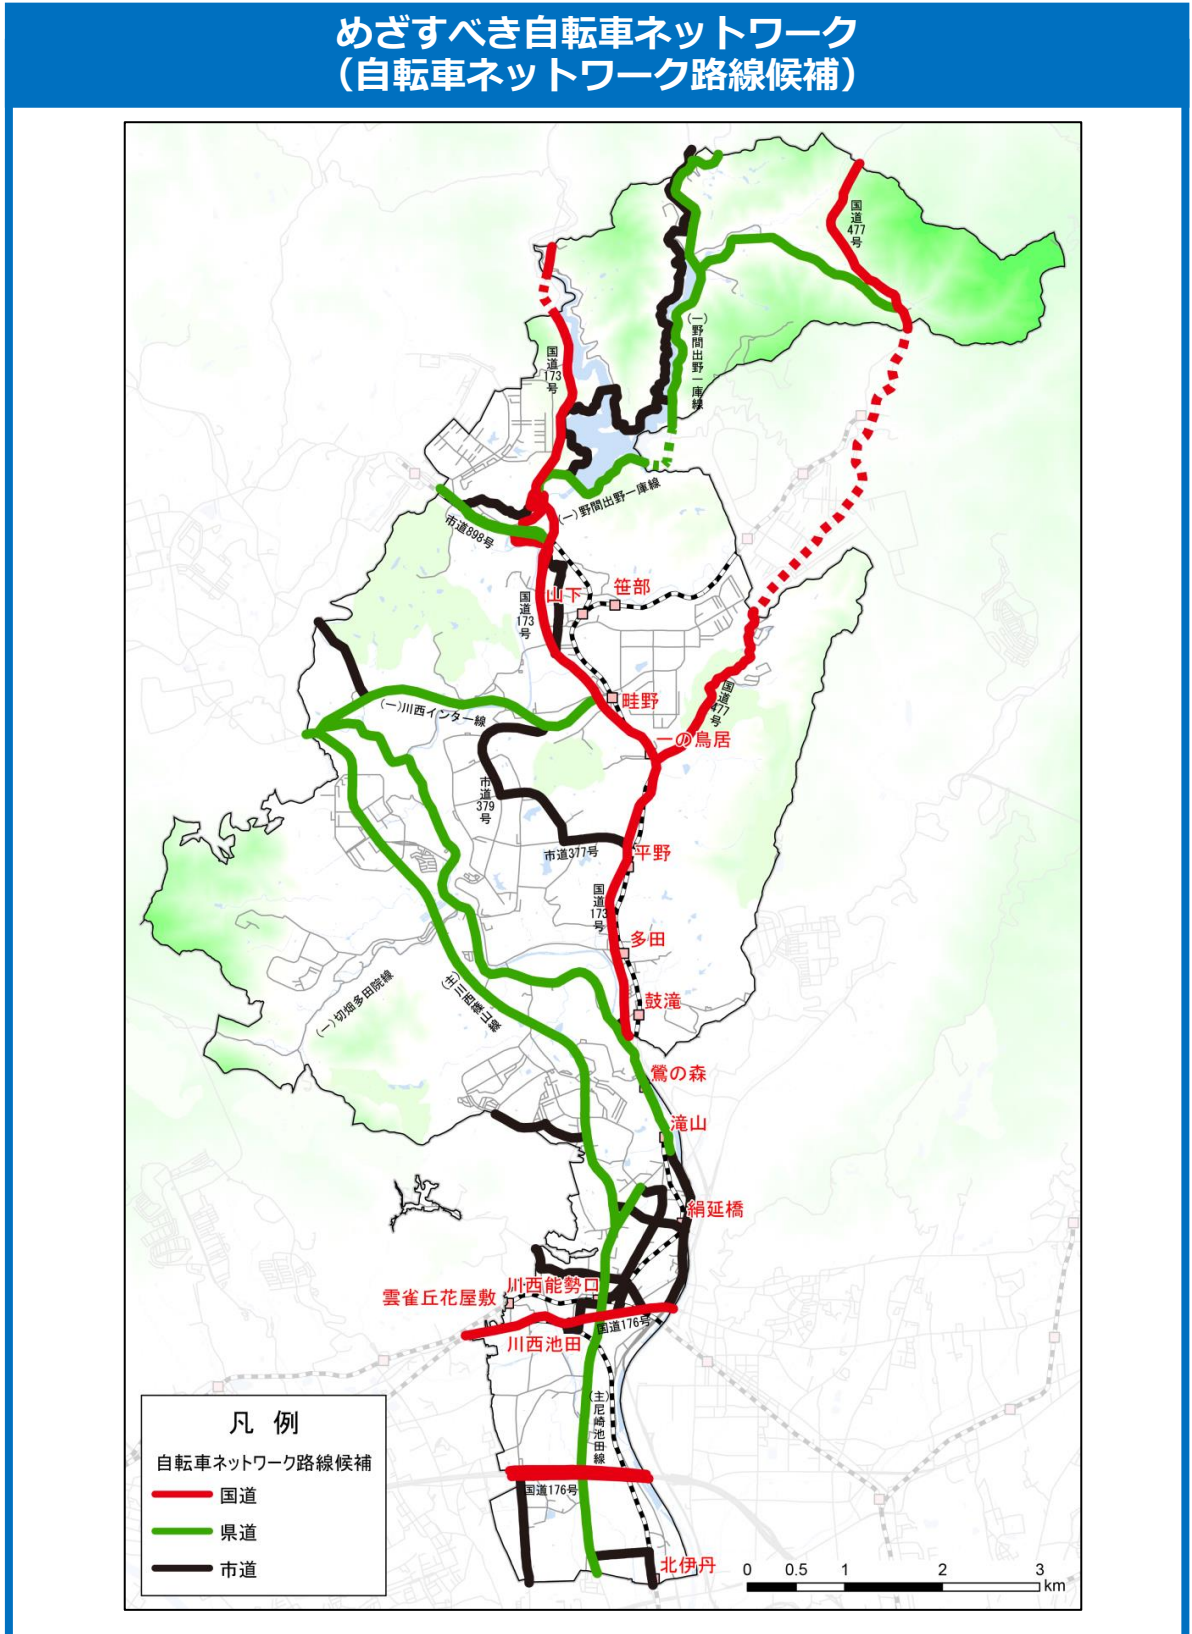 めざすべき自転車ネットワーク
（自転車ネットワーク路線候補）
国道477号
国道173号
(一)野間出野一庫線
(一)野間出野一庫線
市道898号
国道173号
山下
笹部
畦野
国道477号
(一)川西インター線
一の鳥居
市道379号
市道377号
平野
国道173号
多田
(一)切畑多田院線
(主)川西篠山線
鼓滝
鶯の森
滝山
絹延橋
川西能勢口
雲雀丘花屋敷
国道176号
川西池田
(主)尼崎池田線
国道176号
北伊丹
凡 例
自転車ネットワーク路線候補
国道
県道
市道
0 0.5 1 2 3
km